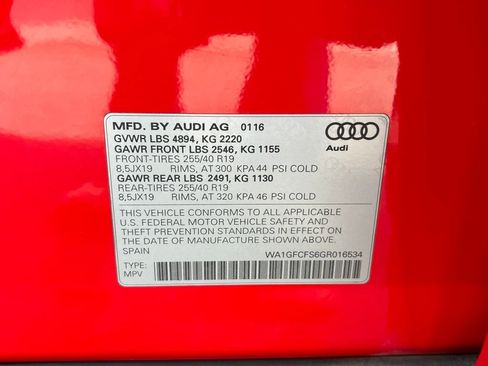 MFD. BY AUDI AG 0116
GVWR LBS 4894, KG 2220
GAWR FRONT LBS 2546, KG 1155
FRONT-TIRES 255/40 R19
8,5JX19 RIMS, AT 300 KPA 44 PSI COLD
GAWR REAR LBS 2491, KG 1130
REAR-TIRES 255/40 R19
8,5JX19 RIMS, AT 320 KPA 46 PSI COLD
THIS VEHICLE CONFORMS TO ALL APPLICABLE
U.S. FEDERAL MOTOR VEHICLE SAFETY AND
THEFT PREVENTION STANDARDS IN EFFECT ON
THE DATE OF MANUFACTURE SHOWN ABOVE.
SPAIN
TYPE: WA1GFCFS6GR016534
MPV
Audi